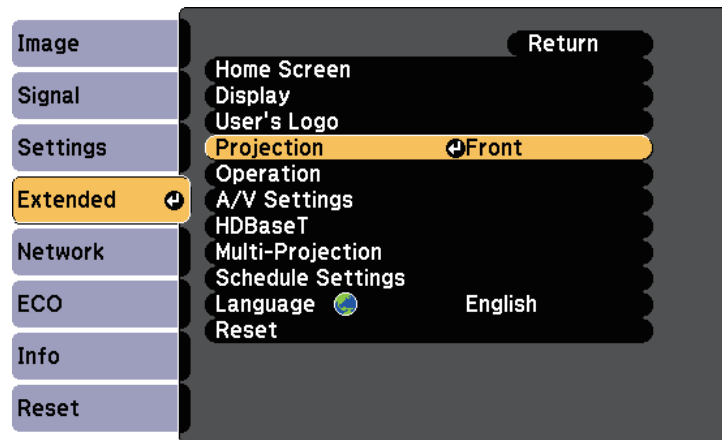 Image
Signal
Settings
Extended
Network
ECO
Info
Reset
Return
Home Screen
Display
User's Logo
Projection Front
Operation
A/V Settings
HDBaseT
Multi-Projection
Schedule Settings
Language English
Reset